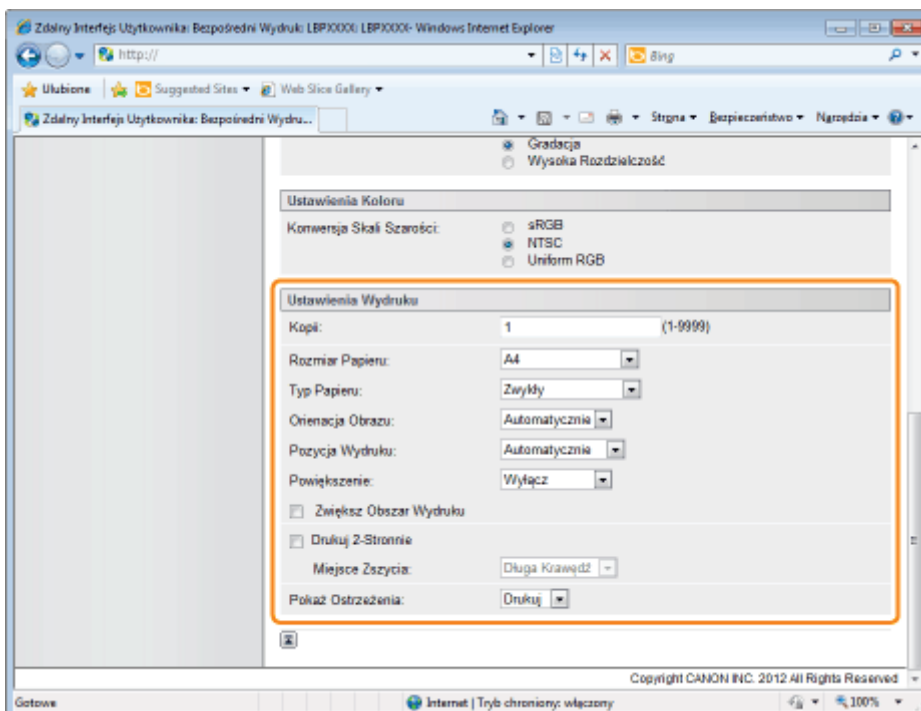 Zdalny Interfejs Użytkownika: Bezpośredni Wydruk: LBPXXXX: LBPXXXX- Windows Internet Explorer
http://
Bing
Ulubione Suggested Sites Web Slice Gallery
Zdalny Interfejs Użytkownika: Bezpośredni Wydru...
Strona Bezpieczeństwo Narzędzia
Gradacja
Wysoka Rozdzielczość
Ustawienia Koloru
Konwersja Skali Szarości: sRGB
NTSC
Uniform RGB
Ustawienia Wydruku
Kopii: 1 (1-9999)
Rozmiar Papieru: A4
Typ Papieru: Zwykły
Orienacja Obrazu: Automatycznie
Pozycja Wydruku: Automatycznie
Powiększenie: Wyłącz
Zwiększ Obszar Wydruku
Drukuj 2-Stronnie
Miejsce Zszycia: Długa Krawędź
Pokaż Ostrzeżenia: Drukuj
Copyright CANON INC. 2012 All Rights Reserved
Gotowe Internet | Tryb chroniony: włączony 100%